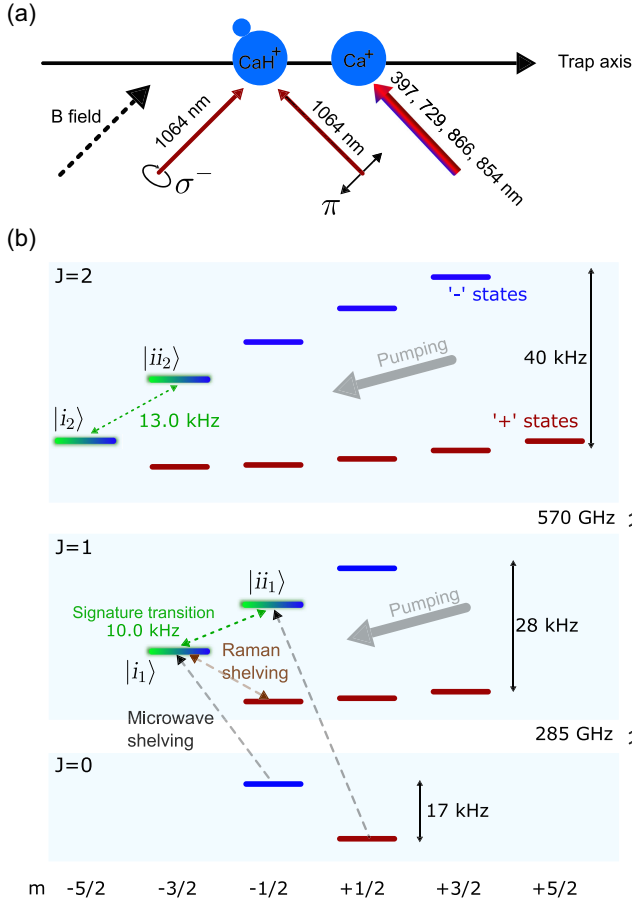 (a)
CaH+
Ca+
Trap axis
B field
1064 nm
1064 nm
397, 729, 866, 854 nm
σ−
π
(b)
J=2
'-' states
|ii₂⟩
Pumping
40 kHz
|i₂⟩
13.0 kHz
'+' states
570 GHz
J=1
|ii₁⟩
Signature transition
10.0 kHz
Pumping
28 kHz
|i₁⟩
Raman
shelving
Microwave
shelving
285 GHz
J=0
17 kHz
m -5/2 -3/2 -1/2 +1/2 +3/2 +5/2